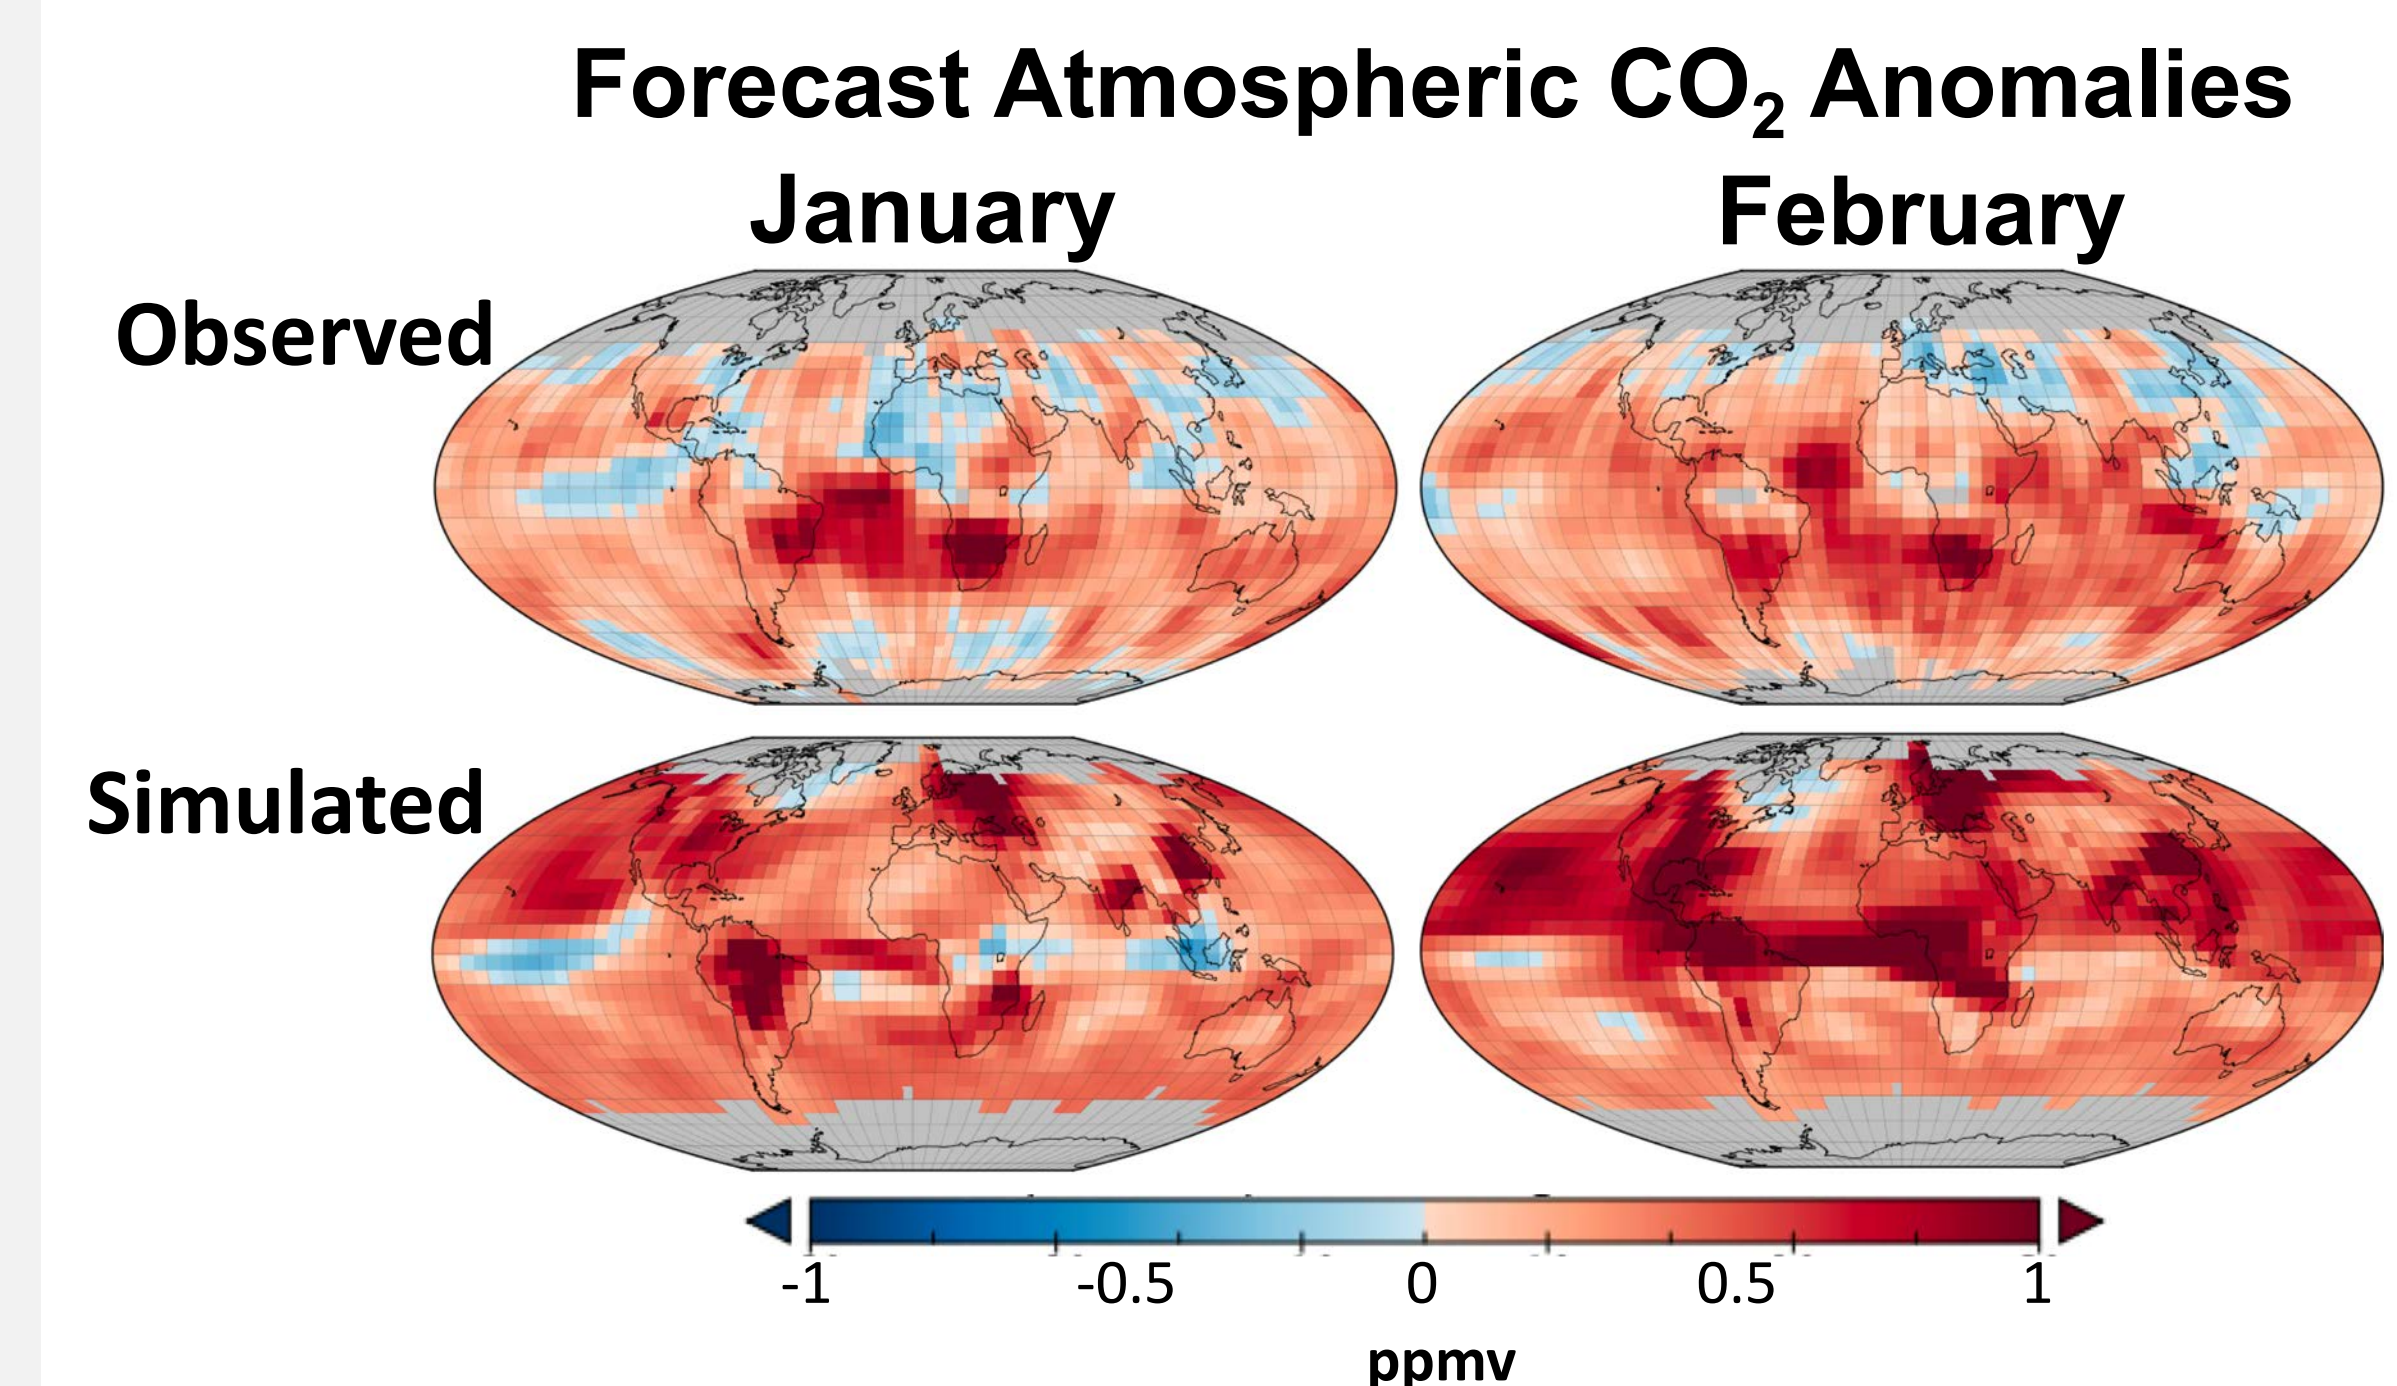 Forecast Atmospheric CO₂ Anomalies
January February
Observed
Simulated
-1 -0.5 0 0.5 1
ppmv